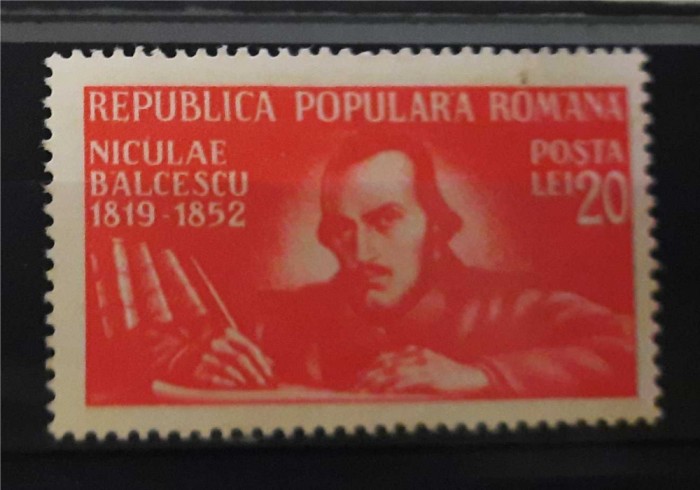 REPUBLICA POPULARA ROMANA
NICULAE
BALCESCU
1819-1852
POSTA
LEI 20